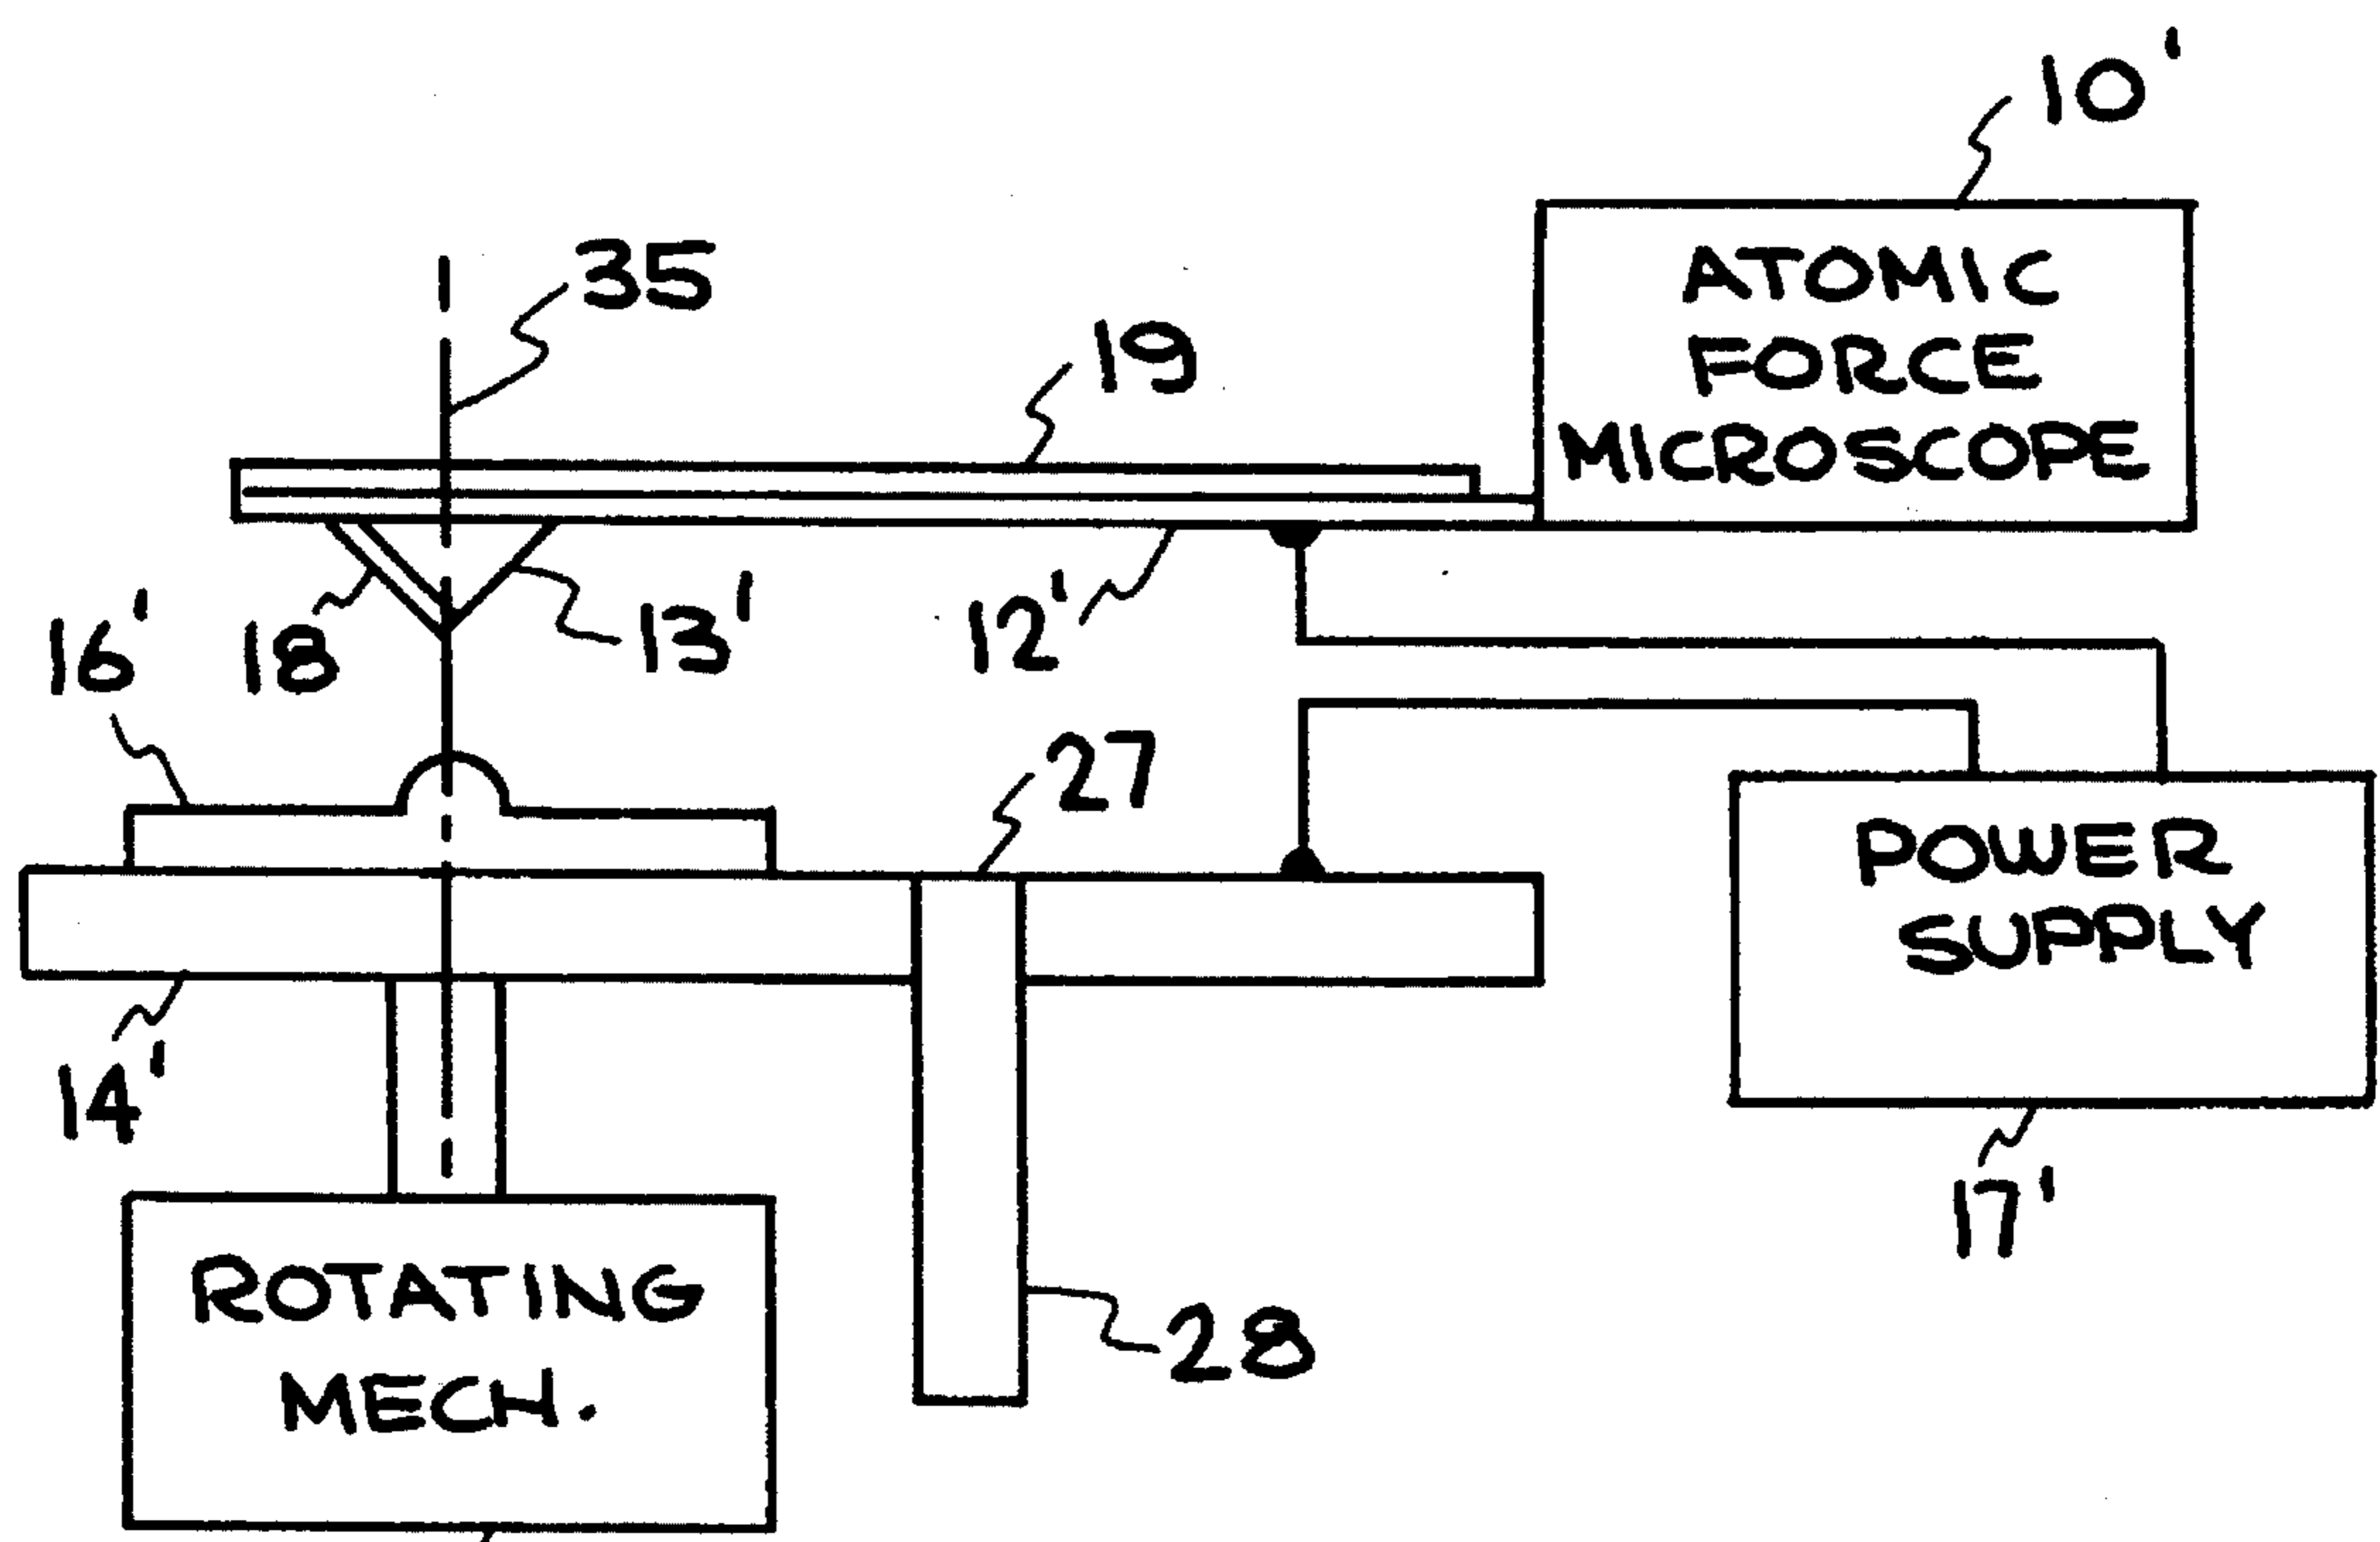 10'
35
19
ATOMIC
FORCE
MICROSCOPE
16'
18
13'
12'
27
POWER
SUPPLY
14'
17'
ROTATING
MECH.
28